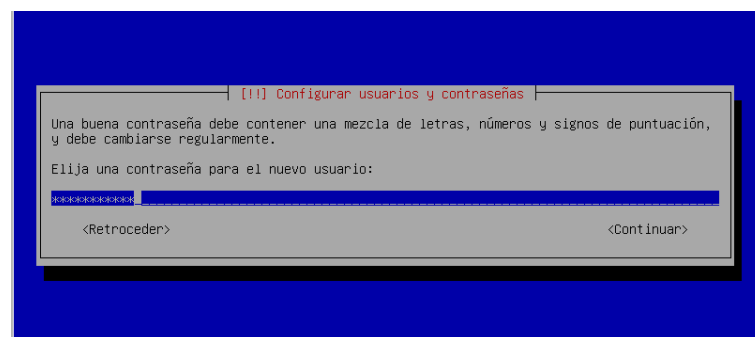 [!!] Configurar usuarios y contraseñas
Una buena contraseña debe contener una mezcla de letras, números y signos de puntuación,
y debe cambiarse regularmente.
Elija una contraseña para el nuevo usuario:
***********
<Retroceder> <Continuar>